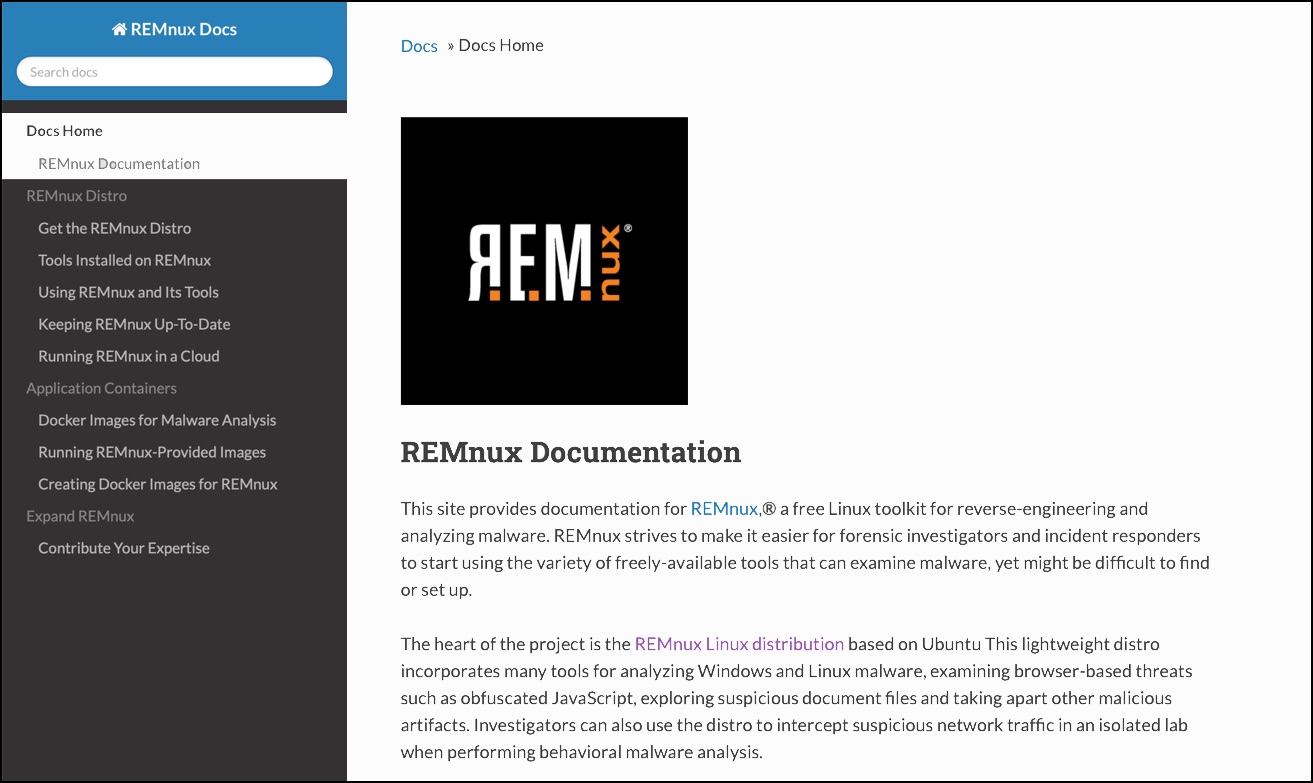 REMnux Docs
Search docs
Docs Home
REMnux Documentation
REMnux Distro
Get the REMnux Distro
Tools Installed on REMnux
Using REMnux and Its Tools
Keeping REMnux Up-To-Date
Running REMnux in a Cloud
Application Containers
Docker Images for Malware Analysis
Running REMnux-Provided Images
Creating Docker Images for REMnux
Expand REMnux
Contribute Your Expertise
Docs » Docs Home
REM nux®
REMnux Documentation
This site provides documentation for REMnux,® a free Linux toolkit for reverse-engineering and
analyzing malware. REMnux strives to make it easier for forensic investigators and incident responders
to start using the variety of freely-available tools that can examine malware, yet might be difficult to find
or set up.
The heart of the project is the REMnux Linux distribution based on Ubuntu This lightweight distro
incorporates many tools for analyzing Windows and Linux malware, examining browser-based threats
such as obfuscated JavaScript, exploring suspicious document files and taking apart other malicious
artifacts. Investigators can also use the distro to intercept suspicious network traffic in an isolated lab
when performing behavioral malware analysis.